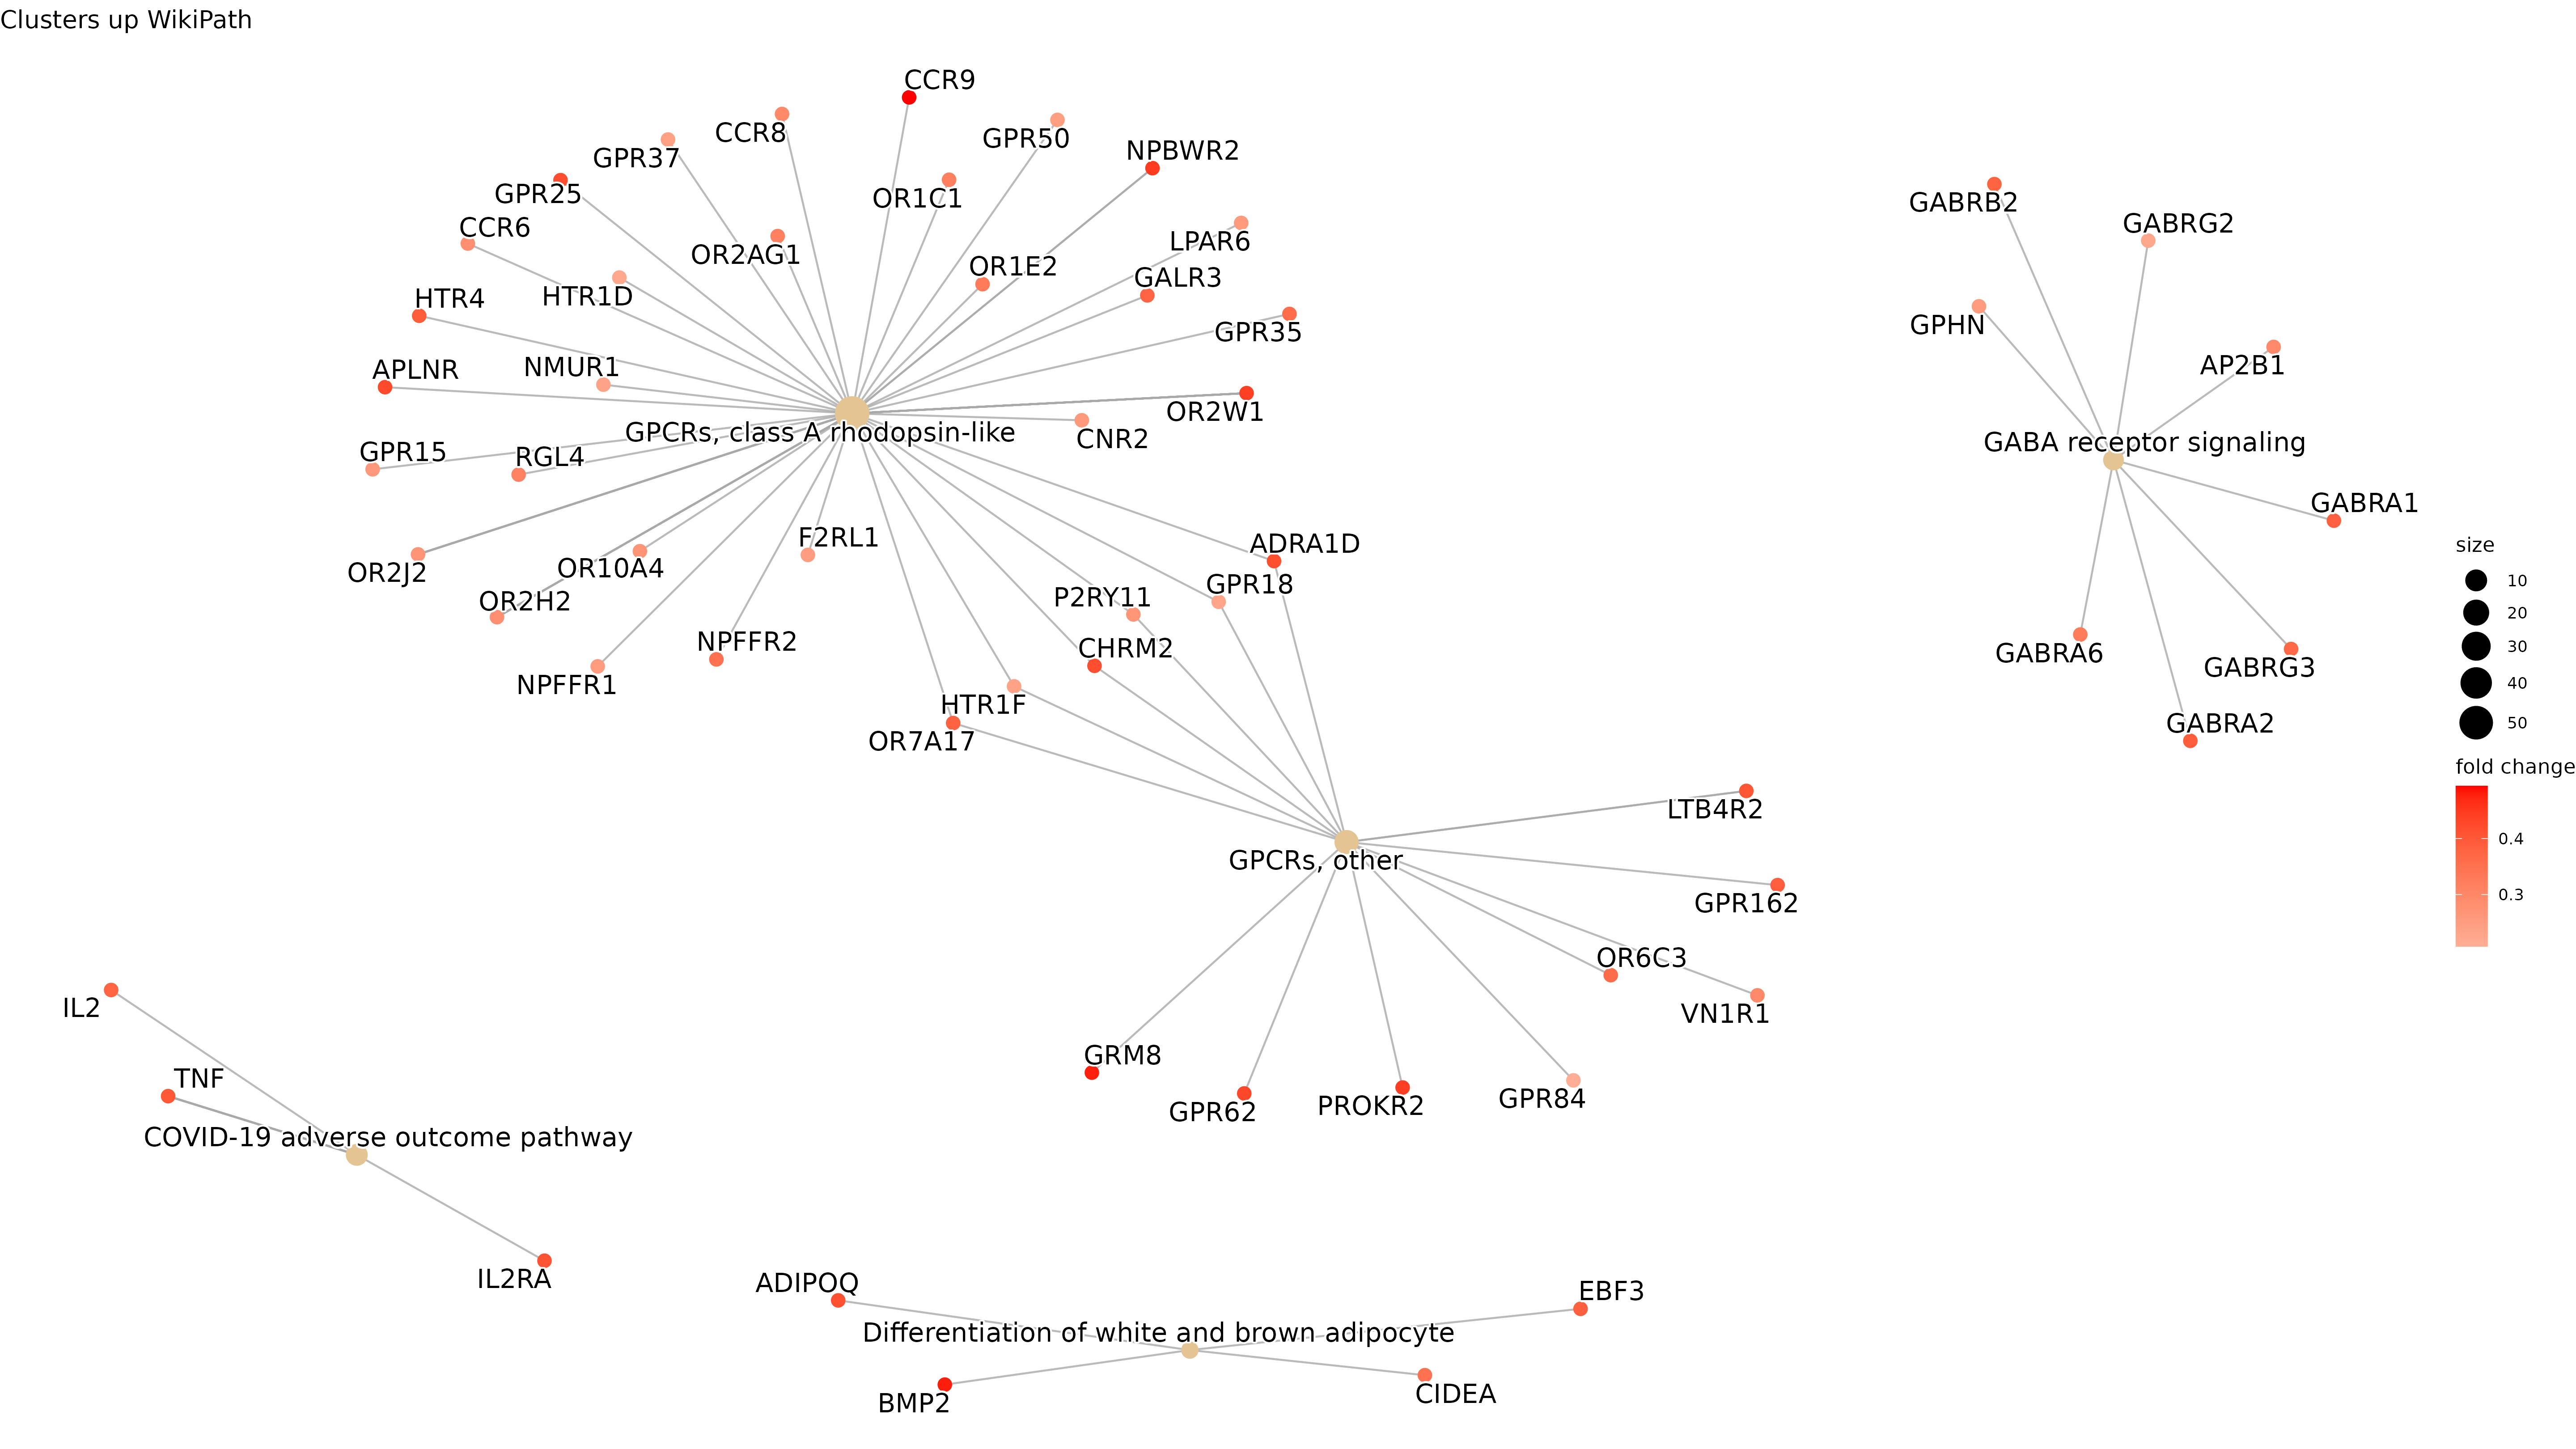 Clusters up WikiPath
CCR9
CCR8
GPR50
GPR37
NPBWR2
GPR25
OR1C1
CCR6
LPAR6
OR2AG1
OR1E2
GALR3
HTR4
HTR1D
GPR35
APLNR
NMUR1
OR2W1
GPCRs, class A rhodopsin-like
CNR2
GPR15
RGL4
F2RL1
ADRA1D
OR2J2
OR10A4
GPR18
OR2H2
P2RY11
NPFFR2
CHRM2
NPFFR1
HTR1F
OR7A17
GABRB2
GABRG2
GPHN
AP2B1
GABA receptor signaling
GABRA1
GABRA6
GABRG3
GABRA2
LTB4R2
GPCRs, other
GPR162
OR6C3
VN1R1
GRM8
GPR62
PROKR2
GPR84
IL2
TNF
COVID-19 adverse outcome pathway
IL2RA
ADIPOQ
EBF3
Differentiation of white and brown adipocyte
BMP2
CIDEA
size
10
20
30
40
50
fold change
0.4
0.3